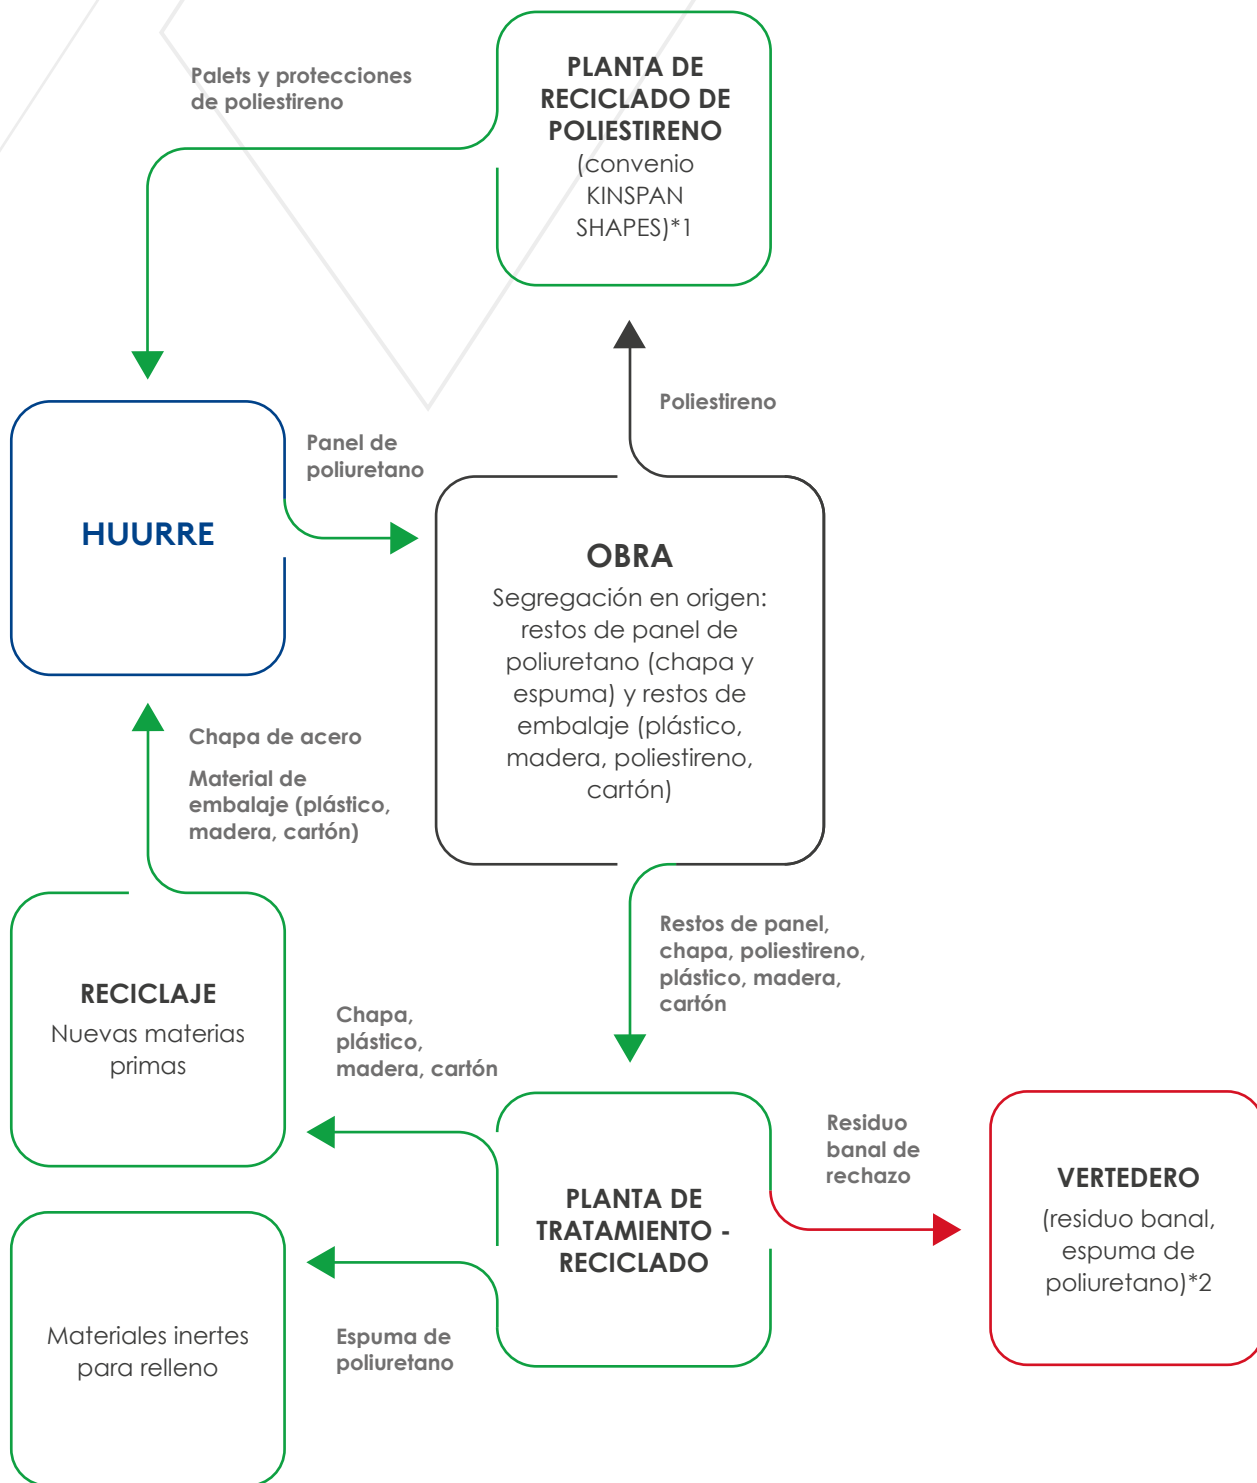 Palets y protecciones
de poliestireno
PLANTA DE
RECICLADO DE
POLIESTIRENO
(convenio
KINSPAN
SHAPES)*1
Poliestireno
Panel de
poliuretano
HUURRE
OBRA
Segregación en origen:
restos de panel de
poliuretano (chapa y
espuma) y restos de
embalaje (plástico,
madera, poliestireno,
cartón)
Chapa de acero
Material de
embalaje (plástico,
madera, cartón)
Restos de panel,
chapa, poliestireno,
plástico, madera,
cartón
RECICLAJE
Nuevas materias
primas
Chapa,
plástico,
madera, cartón
PLANTA DE
TRATAMIENTO -
RECICLADO
Residuo
banal de
rechazo
VERTEDERO
(residuo banal,
espuma de
poliuretano)*2
Materiales inertes
para relleno
Espuma de
poliuretano